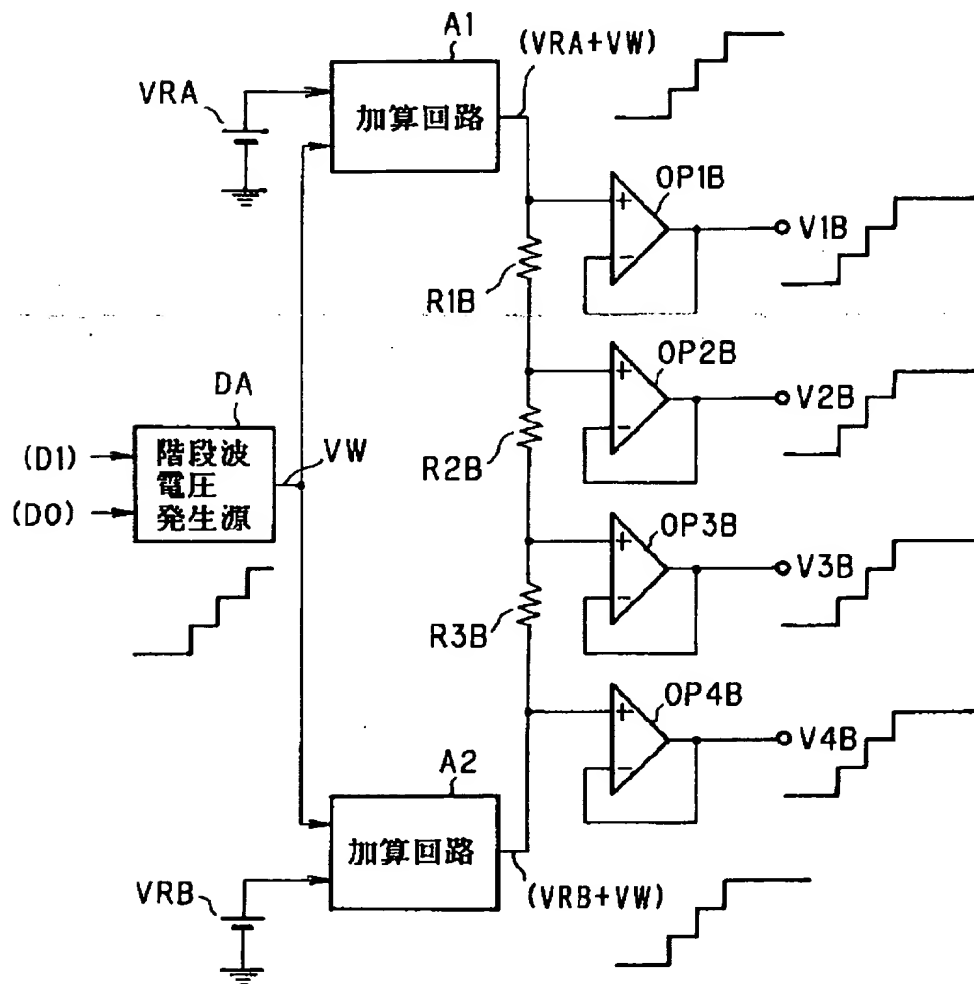 A1
(VRA+VW)
VRA
加算回路
OP1B
+
-
V1B
R1B
OP2B
+
-
V2B
R2B
DA
(D1)
(D0)
階段波
電圧
発生源
VW
OP3B
+
-
V3B
R3B
OP4B
+
-
V4B
A2
加算回路
VRB
(VRB+VW)